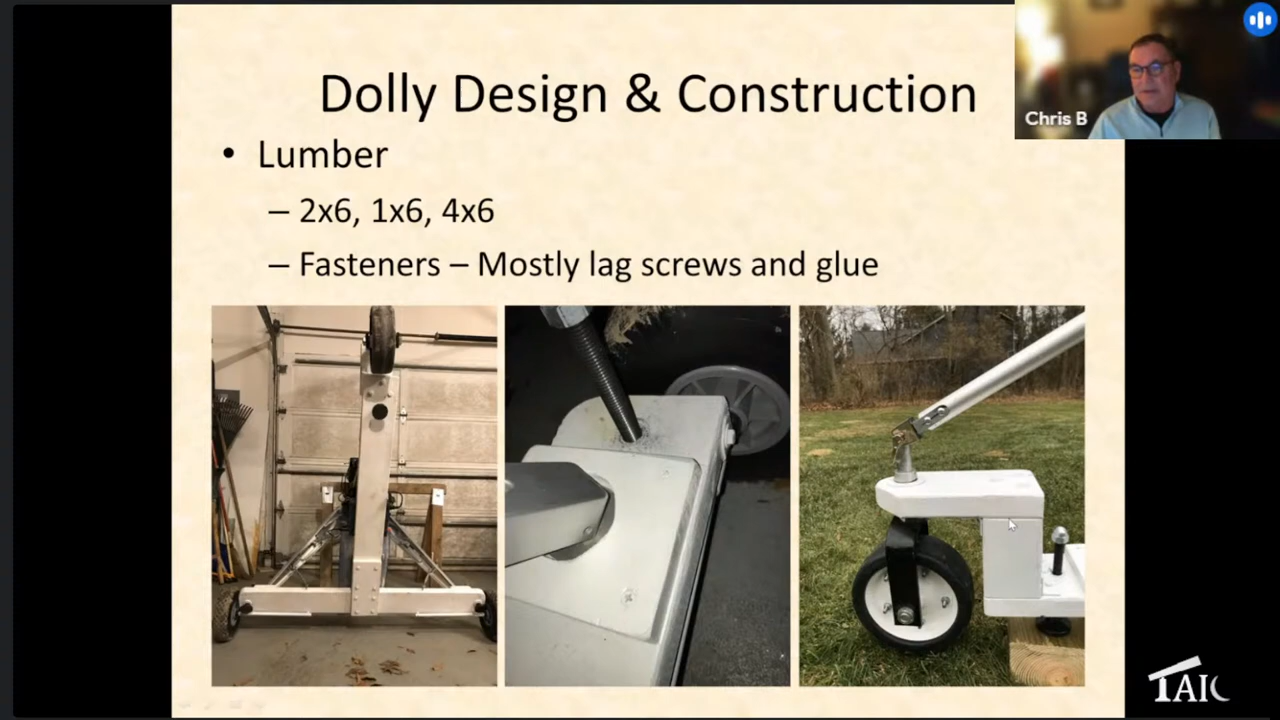 Dolly Design & Construction
• Lumber
– 2x6, 1x6, 4x6
– Fasteners – Mostly lag screws and glue
Chris B
TAIC